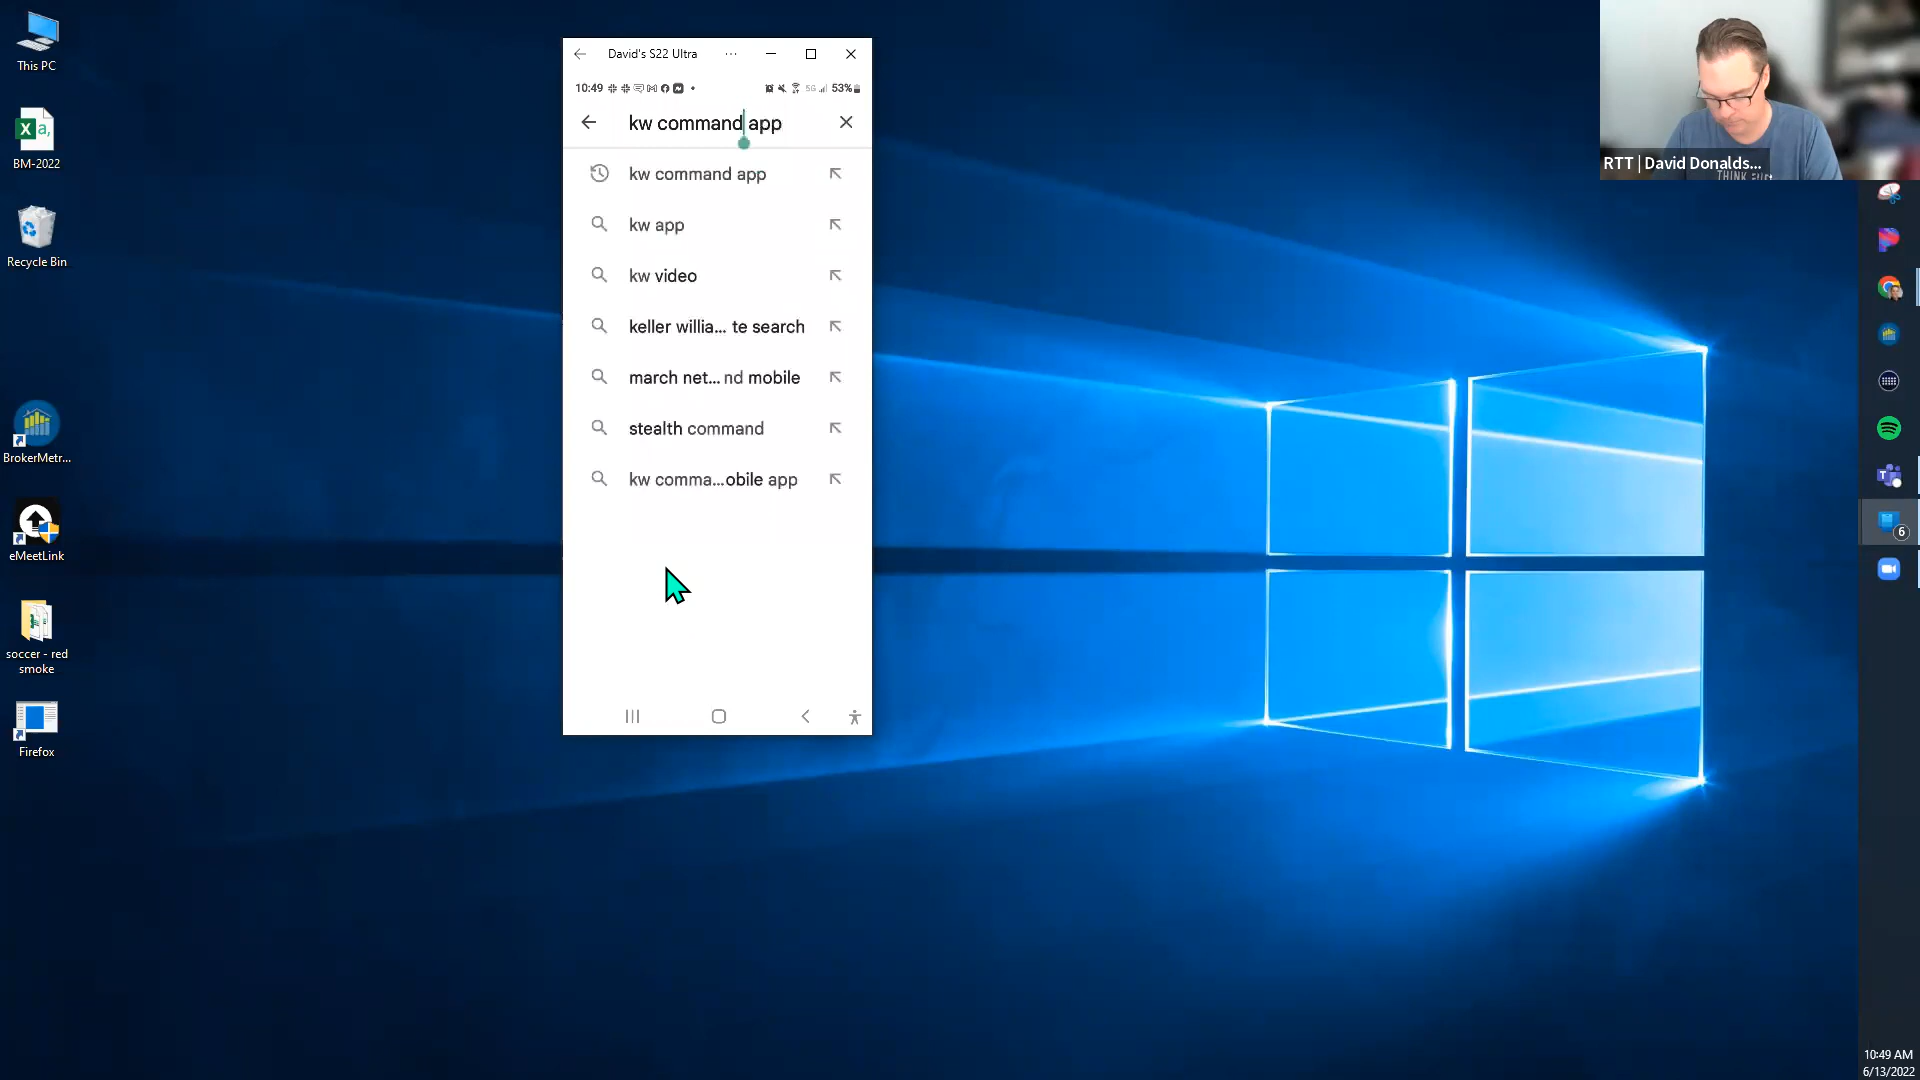 This PC
BM-2022
Recycle Bin
BrokerMetr...
eMeetLink
soccer - red
smoke
Firefox
David's S22 Ultra
10:49
5G
53%
kw command app
kw command app
kw app
kw video
keller willia... te search
march net... nd mobile
stealth command
kw comma...obile app
RTT | David Donalds...
6
10:49 AM
6/13/2022